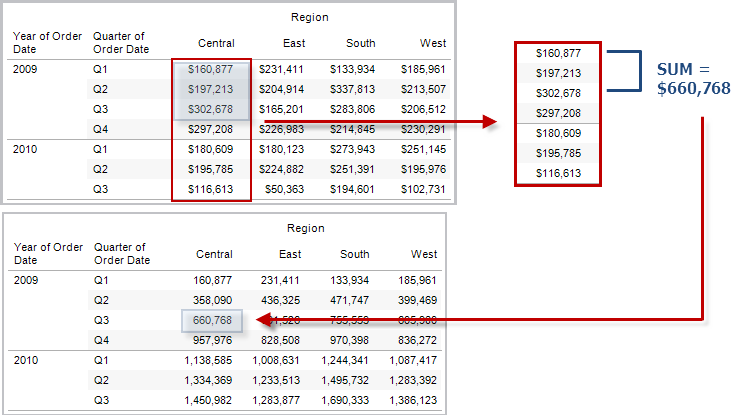 Region
Year of Order Date Quarter of Order Date Central East South West
2009 Q1 $160,877 $231,411 $133,934 $185,961
Q2 $197,213 $204,914 $337,813 $213,507
Q3 $302,678 $165,201 $283,806 $206,512
Q4 $297,208 $226,983 $214,845 $230,291
2010 Q1 $180,609 $180,123 $273,943 $251,145
Q2 $195,785 $224,882 $251,391 $195,976
Q3 $116,613 $50,363 $194,601 $102,731
$160,877
$197,213
$302,678
$297,208
$180,609
$195,785
$116,613
SUM =
$660,768
Region
Year of Order Date Quarter of Order Date Central East South West
2009 Q1 160,877 231,411 133,934 185,961
Q2 358,090 436,325 471,747 399,469
Q3 660,768
Q4 957,976 828,508 970,398 836,272
2010 Q1 1,138,585 1,008,631 1,244,341 1,087,417
Q2 1,334,369 1,233,513 1,495,732 1,283,392
Q3 1,450,982 1,283,877 1,690,333 1,386,123